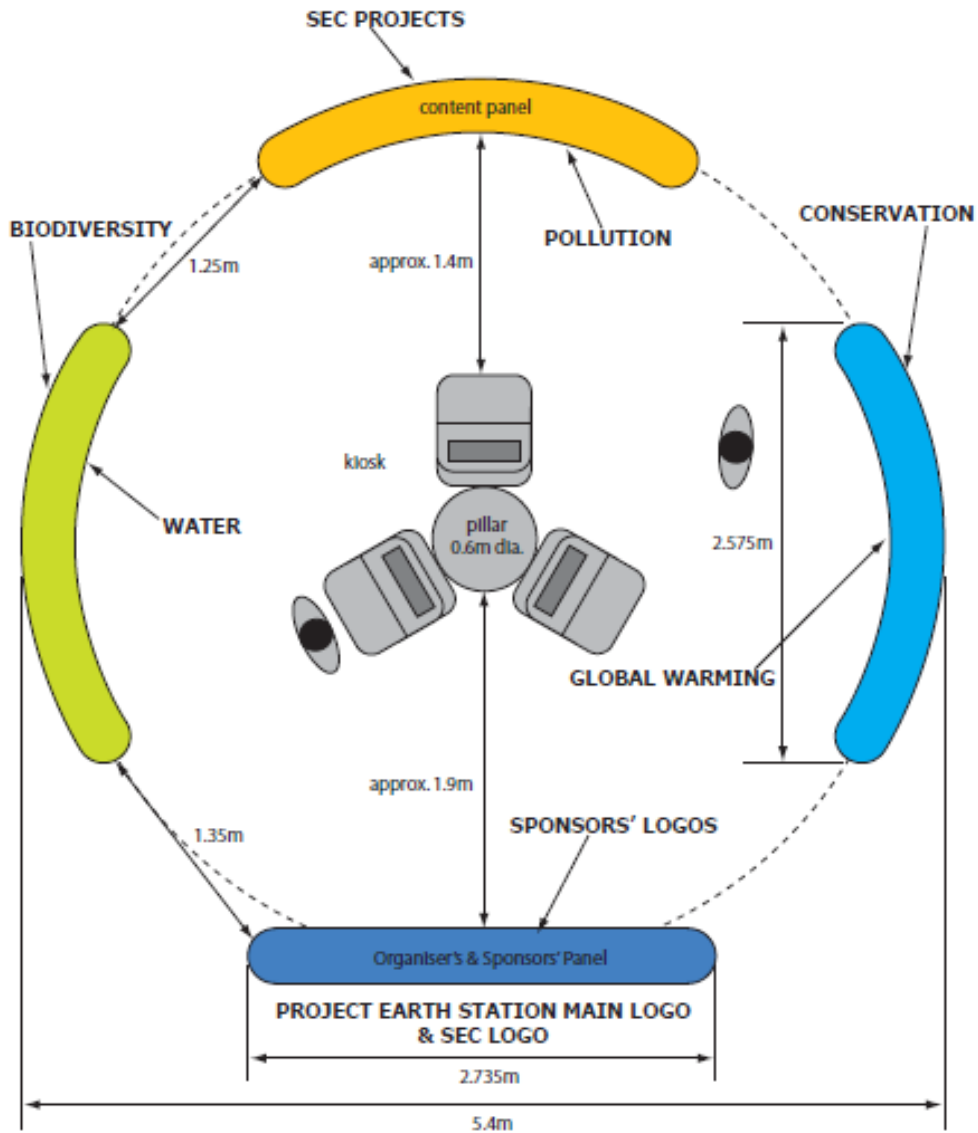 SEC PROJECTS
content panel
BIODIVERSITY
CONSERVATION
POLLUTION
1.25m
approx. 1.4m
kiosk
WATER
pillar
0.6m dia.
2.575m
GLOBAL WARMING
approx. 1.9m
1.35m
SPONSORS' LOGOS
Organiser's & Sponsors' Panel
PROJECT EARTH STATION MAIN LOGO
& SEC LOGO
2.735m
5.4m